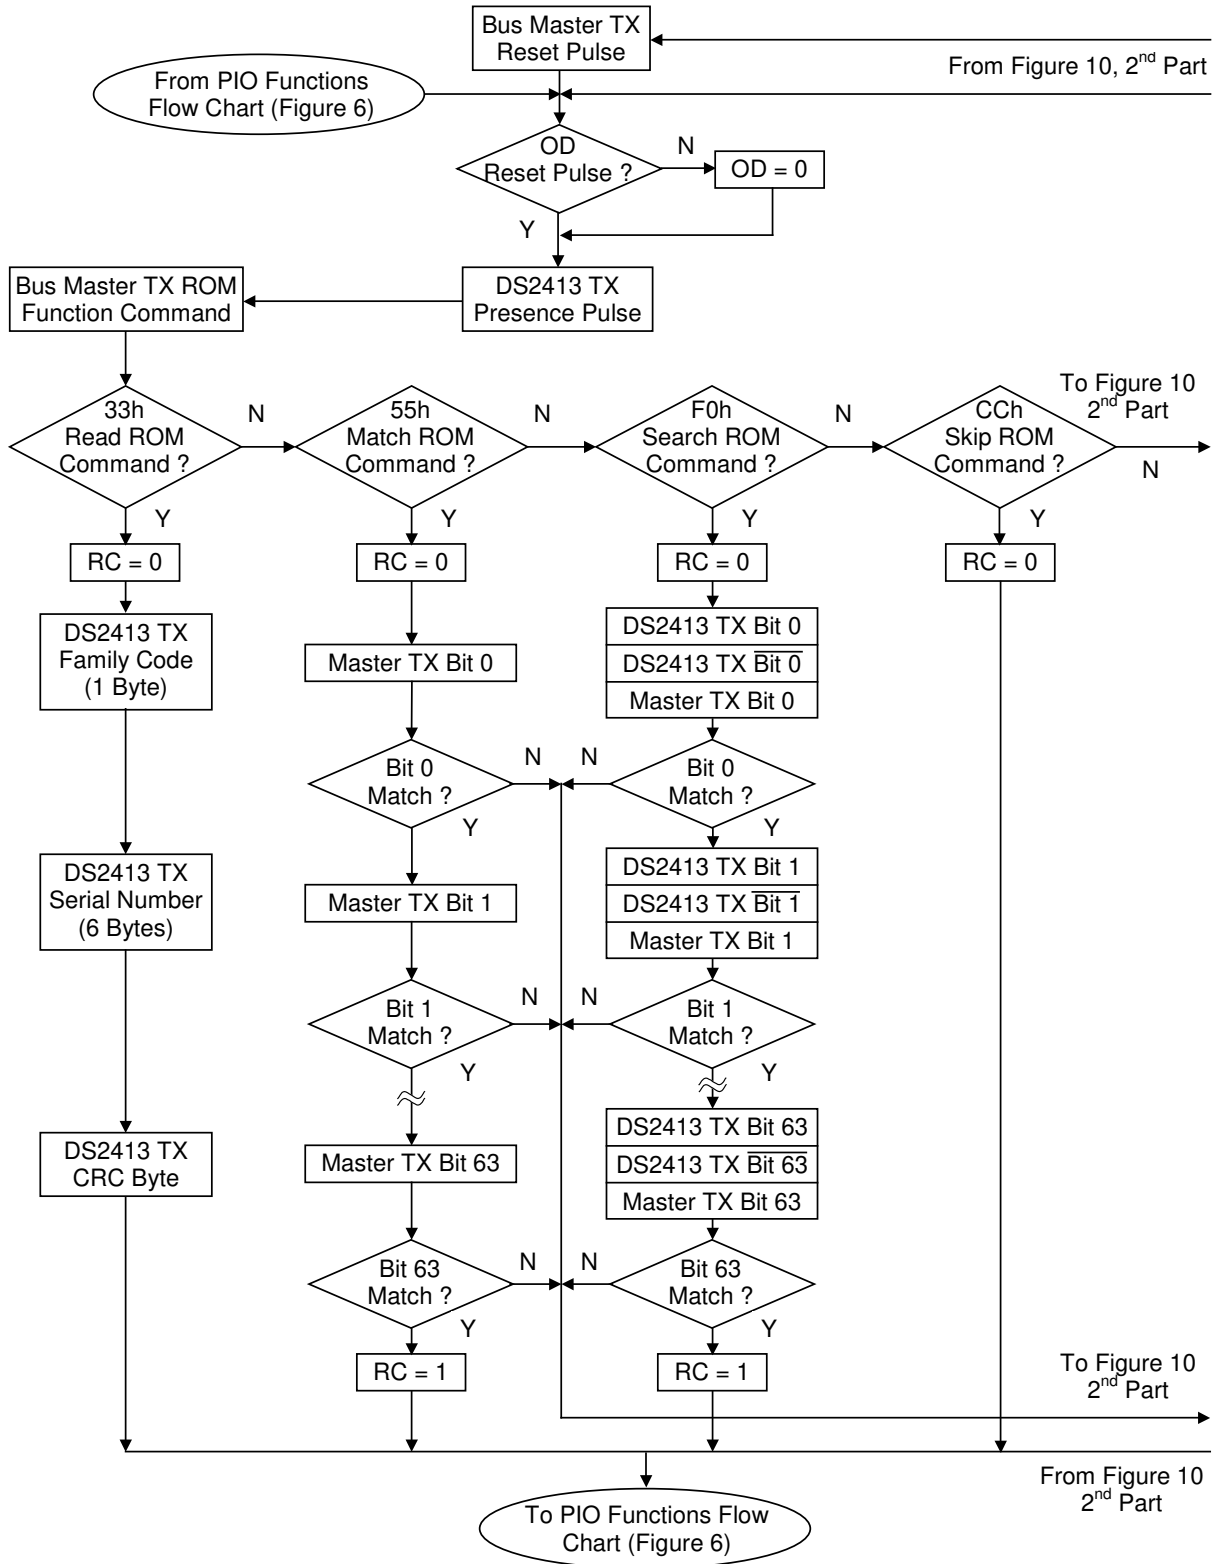 Bus Master TX
Reset Pulse
From Figure 10, 2nd Part
From PIO Functions
Flow Chart (Figure 6)
OD
Reset Pulse ?
N
OD = 0
Y
Bus Master TX ROM
Function Command
DS2413 TX
Presence Pulse
33h
Read ROM
Command ?
N
55h
Match ROM
Command ?
N
F0h
Search ROM
Command ?
N
CCh
Skip ROM
Command ?
To Figure 10
2nd Part
N
Y
Y
Y
Y
RC = 0
RC = 0
RC = 0
RC = 0
DS2413 TX
Family Code
(1 Byte)
Master TX Bit 0
DS2413 TX Bit 0
DS2413 TX Bit 0
Master TX Bit 0
Bit 0
Match ?
N
N
Bit 0
Match ?
Y
Y
DS2413 TX
Serial Number
(6 Bytes)
Master TX Bit 1
DS2413 TX Bit 1
DS2413 TX Bit 1
Master TX Bit 1
Bit 1
Match ?
N
N
Bit 1
Match ?
Y
Y
DS2413 TX
CRC Byte
Master TX Bit 63
DS2413 TX Bit 63
DS2413 TX Bit 63
Master TX Bit 63
Bit 63
Match ?
N
N
Bit 63
Match ?
Y
Y
RC = 1
RC = 1
To Figure 10
2nd Part
From Figure 10
2nd Part
To PIO Functions Flow
Chart (Figure 6)